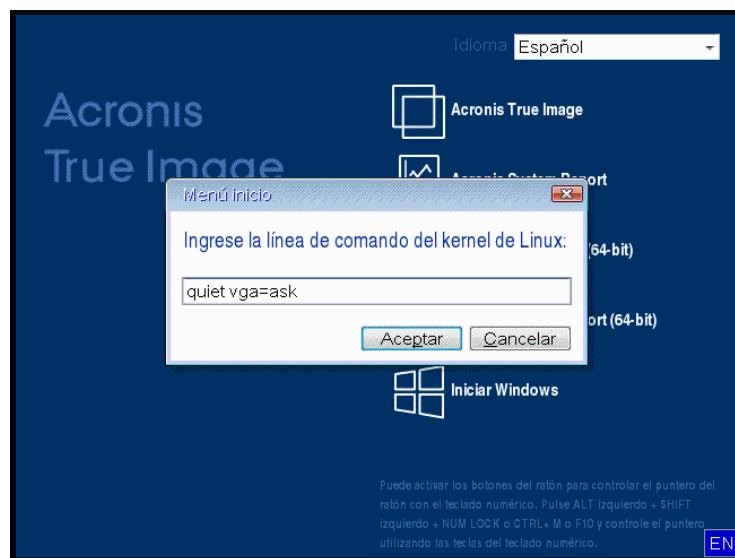 Idioma Español
Acronis
True Image
Acronis True Image
Acronis System Report
Menú inicio
Ingrese la línea de comando del kernel de Linux:
(64-bit)
quiet vga=ask
ort (64-bit)
Aceptar Cancelar
Iniciar Windows
Puede activar los botones del ratón para controlar el puntero del
ratón con el teclado numérico. Pulse ALT izquierdo + SHIFT
izquierdo + NUM LOCK o CTRL+ M o F10 y controle el puntero
utilizando las teclas del teclado numérico.
EN